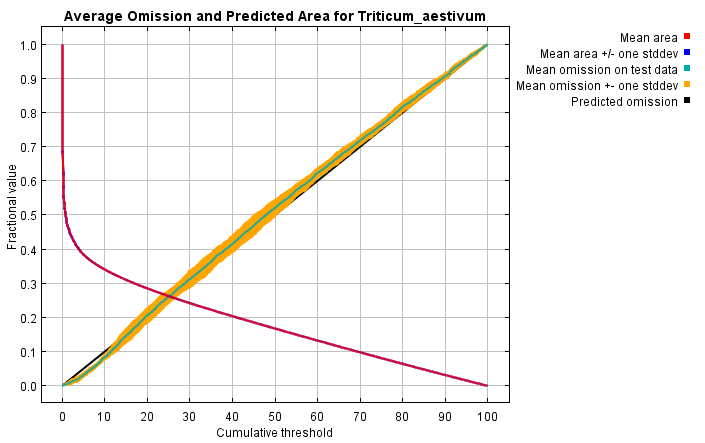 Average Omission and Predicted Area for Triticum_aestivum
Mean area
Mean area +/- one stddev
Mean omission on test data
Mean omission +- one stddev
Predicted omission
Fractional value
1.0
0.9
0.8
0.7
0.6
0.5
0.4
0.3
0.2
0.1
0.0
0 10 20 30 40 50 60 70 80 90 100
Cumulative threshold